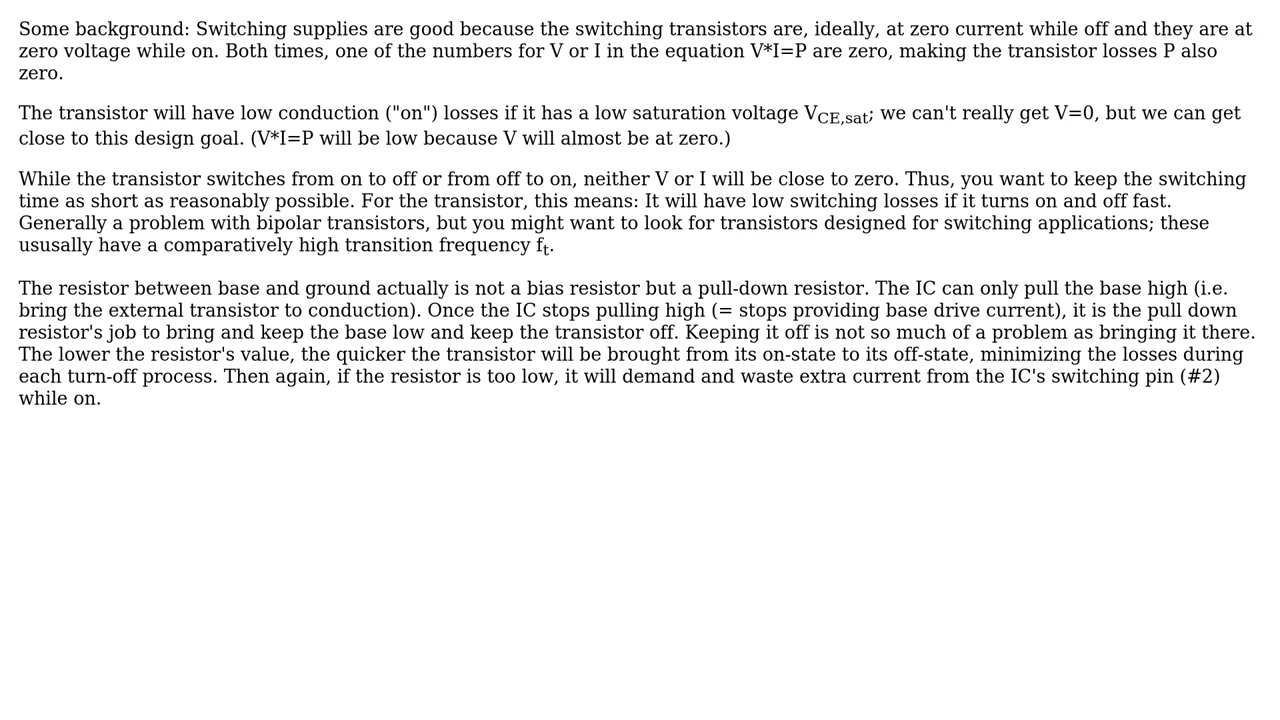 Some background: Switching supplies are good because the switching transistors are, ideally, at zero current while off and they are at
zero voltage while on. Both times, one of the numbers for V or I in the equation V*I=P are zero, making the transistor losses P also
zero.
The transistor will have low conduction ("on") losses if it has a low saturation voltage VCE,sat; we can't really get V=0, but we can get
close to this design goal. (V*I=P will be low because V will almost be at zero.)
While the transistor switches from on to off or from off to on, neither V or I will be close to zero. Thus, you want to keep the switching
time as short as reasonably possible. For the transistor, this means: It will have low switching losses if it turns on and off fast.
Generally a problem with bipolar transistors, but you might want to look for transistors designed for switching applications; these
ususally have a comparatively high transition frequency ft.
The resistor between base and ground actually is not a bias resistor but a pull-down resistor. The IC can only pull the base high (i.e.
bring the external transistor to conduction). Once the IC stops pulling high (= stops providing base drive current), it is the pull down
resistor's job to bring and keep the base low and keep the transistor off. Keeping it off is not so much of a problem as bringing it there.
The lower the resistor's value, the quicker the transistor will be brought from its on-state to its off-state, minimizing the losses during
each turn-off process. Then again, if the resistor is too low, it will demand and waste extra current from the IC's switching pin (#2)
while on.